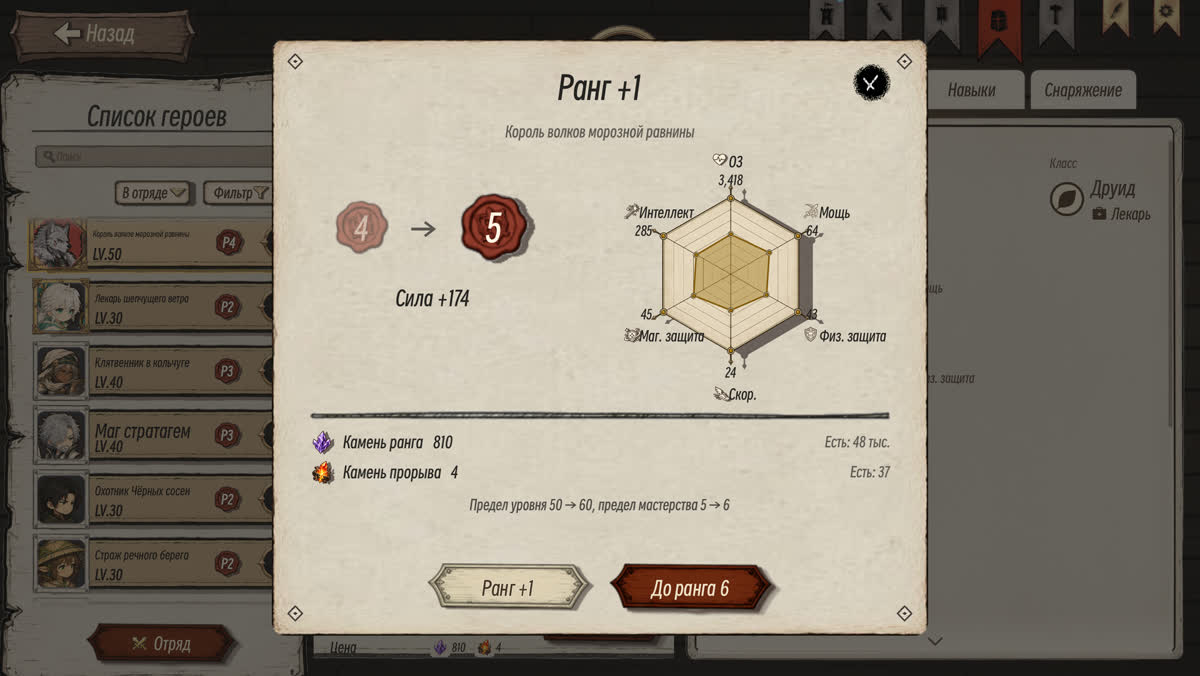 Назад
Список героев
Поиск
В отряде
Фильтр
Король волков морозной равнины
LV.50
P4
Лекарь шепчущего ветра
LV.30
P2
Клятвенник в кольчуге
LV.40
P3
Маг стратагем
LV.40
P3
Охотник Чёрных сосен
LV.30
P2
Страж речного берега
LV.30
P2
Отряд
Ранг +1
Король волков морозной равнины
4
5
Сила +174
ОЗ
3,418
Интеллект
285
Мощь
64
45
Маг. защита
43
Физ. защита
24
Скор.
Камень ранга 810
Есть: 48 тыс.
Камень прорыва 4
Есть: 37
Предел уровня 50 → 60, предел мастерства 5 → 6
Ранг +1
До ранга 6
Цена
810
4
Навыки
Снаряжение
Класс
Друид
Лекарь
защита